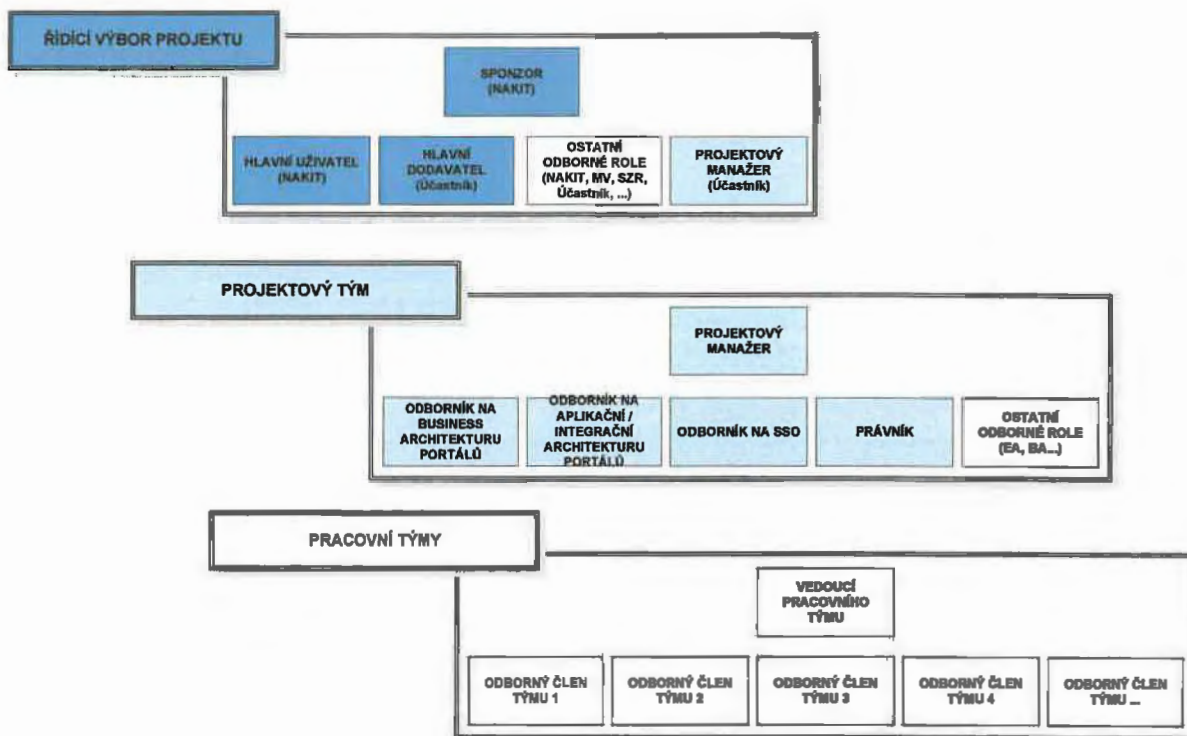 ŘÍDÍCÍ VÝBOR PROJEKTU
SPONZOR
(NAKIT)
HLAVNÍ UŽIVATEL
(NAKIT)
HLAVNÍ
DODAVATEL
(Účastník)
OSTATNÍ
ODBORNÉ ROLE
(NAKIT, MV, SZR,
Účastník, ...)
PROJEKTOVÝ
MANAŽER
(Účastník)
PROJEKTOVÝ TÝM
PROJEKTOVÝ
MANAŽER
ODBORNÍK NA
BUSINESS
ARCHITEKTURU
PORTÁLŮ
ODBORNÍK NA
APLIKAČNÍ /
INTEGRAČNÍ
ARCHITEKTURU
PORTÁLŮ
ODBORNÍK NA SSO
PRÁVNÍK
OSTATNÍ
ODBORNÉ ROLE
(EA, BA...)
PRACOVNÍ TÝMY
VEDOUCÍ
PRACOVNÍHO
TÝMU
ODBORNÝ ČLEN
TÝMU 1
ODBORNÝ ČLEN
TÝMU 2
ODBORNÝ ČLEN
TÝMU 3
ODBORNÝ ČLEN
TÝMU 4
ODBORNÝ ČLEN
TÝMU ...